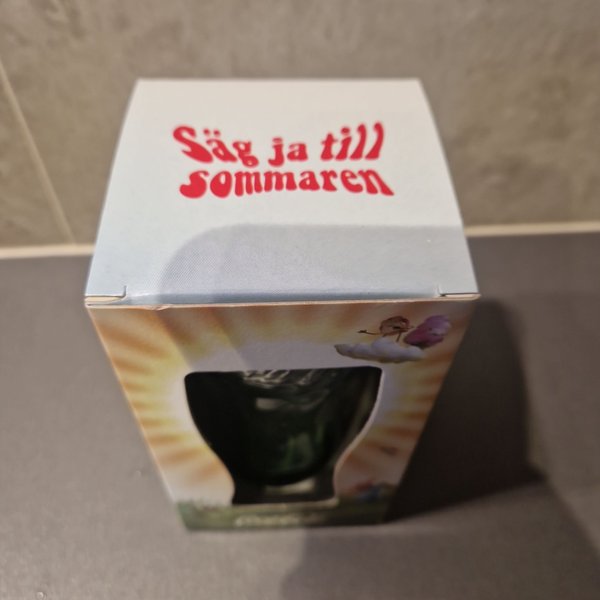 Säg ja till
sommaren